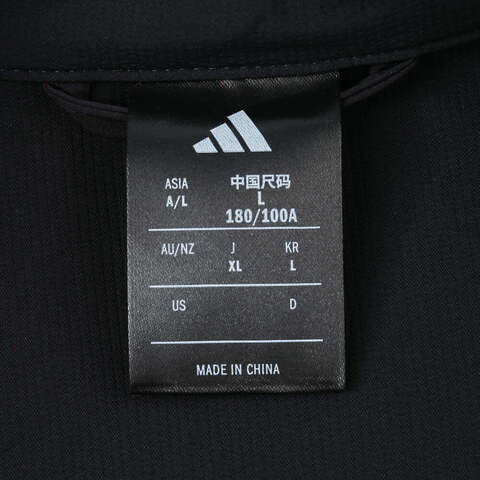 ASIA 中国尺码
A/L L
180/100A
AU/NZ J KR
XL L
US D
MADE IN CHINA